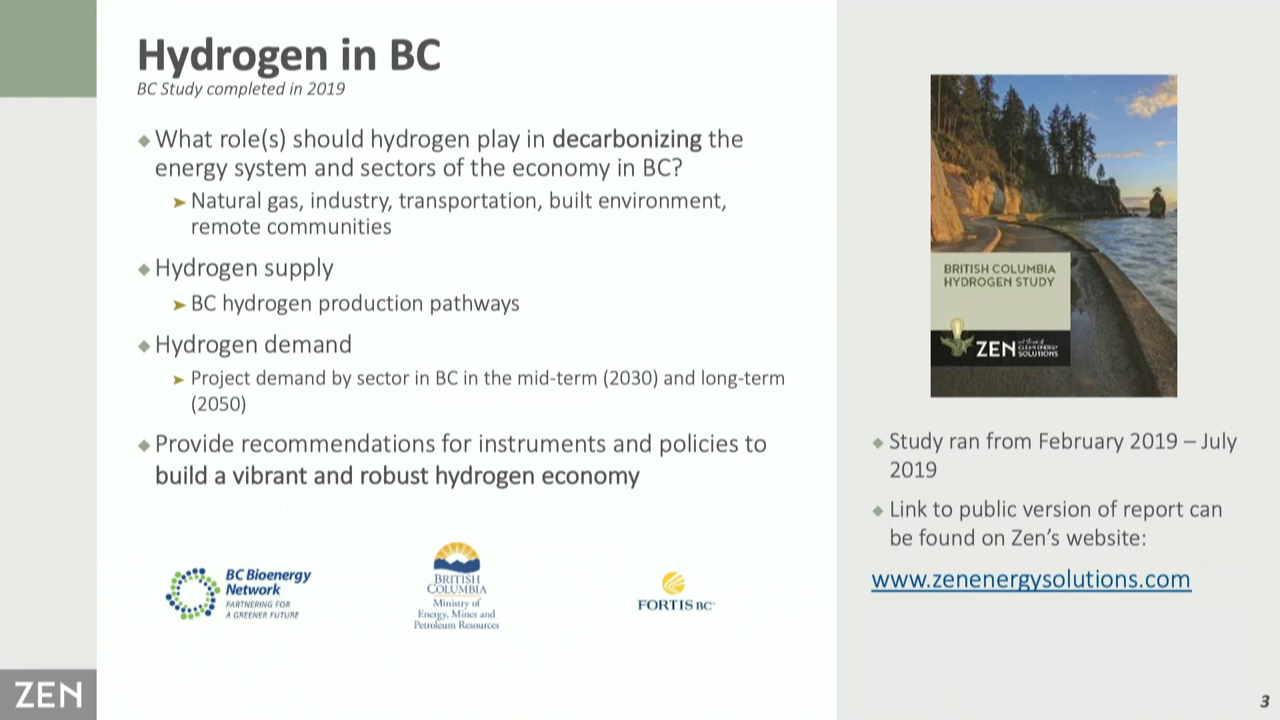 Hydrogen in BC
BC Study completed in 2019
What role(s) should hydrogen play in decarbonizing the
energy system and sectors of the economy in BC?
Natural gas, industry, transportation, built environment,
remote communities
Hydrogen supply
BC hydrogen production pathways
Hydrogen demand
Project demand by sector in BC in the mid-term (2030) and long-term
(2050)
Provide recommendations for instruments and policies to
build a vibrant and robust hydrogen economy
BC Bioenergy
Network
PARTNERING FOR
A GREENER FUTURE
BRITISH
COLUMBIA
Ministry of
Energy, Mines and
Petroleum Resources
FORTIS BC
BRITISH COLUMBIA
HYDROGEN STUDY
ZEN
CLEAN ENERGY
SOLUTIONS
Study ran from February 2019 – July
2019
Link to public version of report can
be found on Zen's website:
www.zenenergysolutions.com
ZEN
3